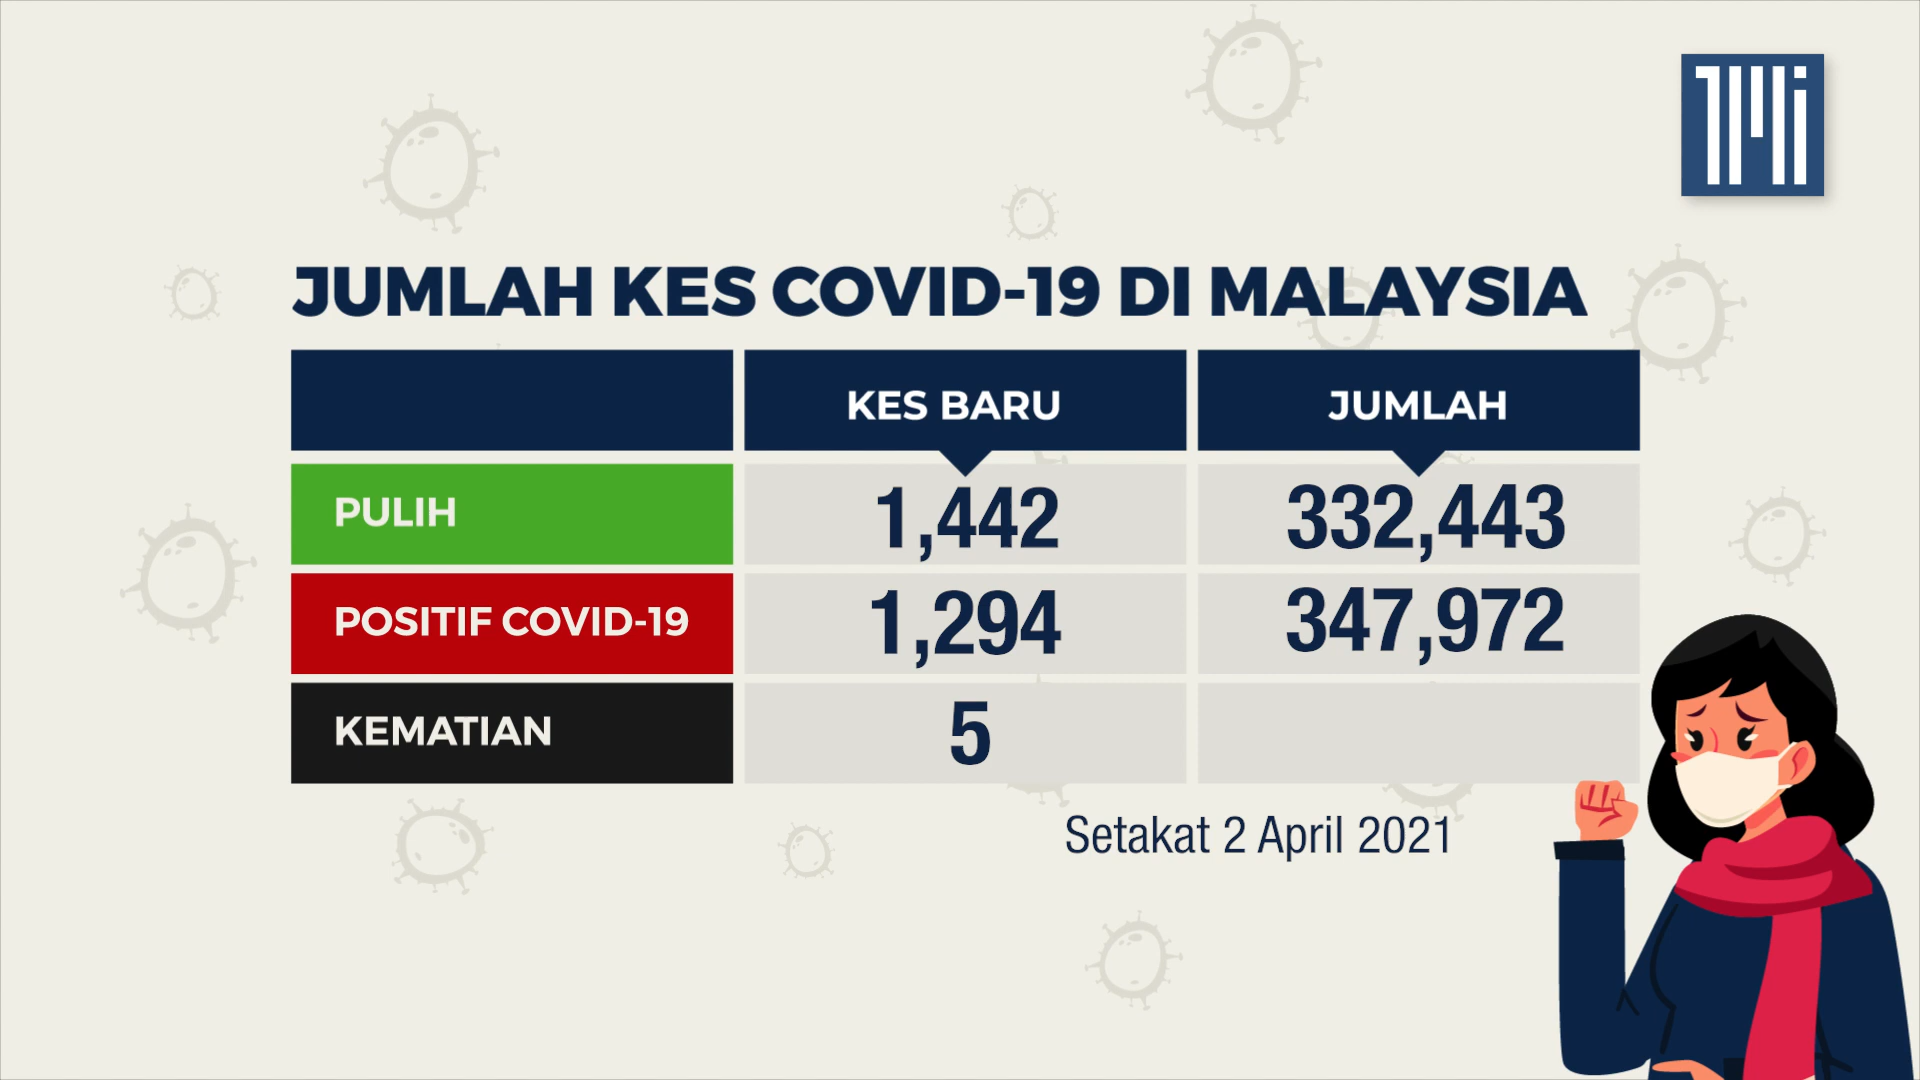 TMi
JUMLAH KES COVID-19 DI MALAYSIA
KES BARU JUMLAH
PULIH 1,442 332,443
POSITIF COVID-19 1,294 347,972
KEMATIAN 5
Setakat 2 April 2021